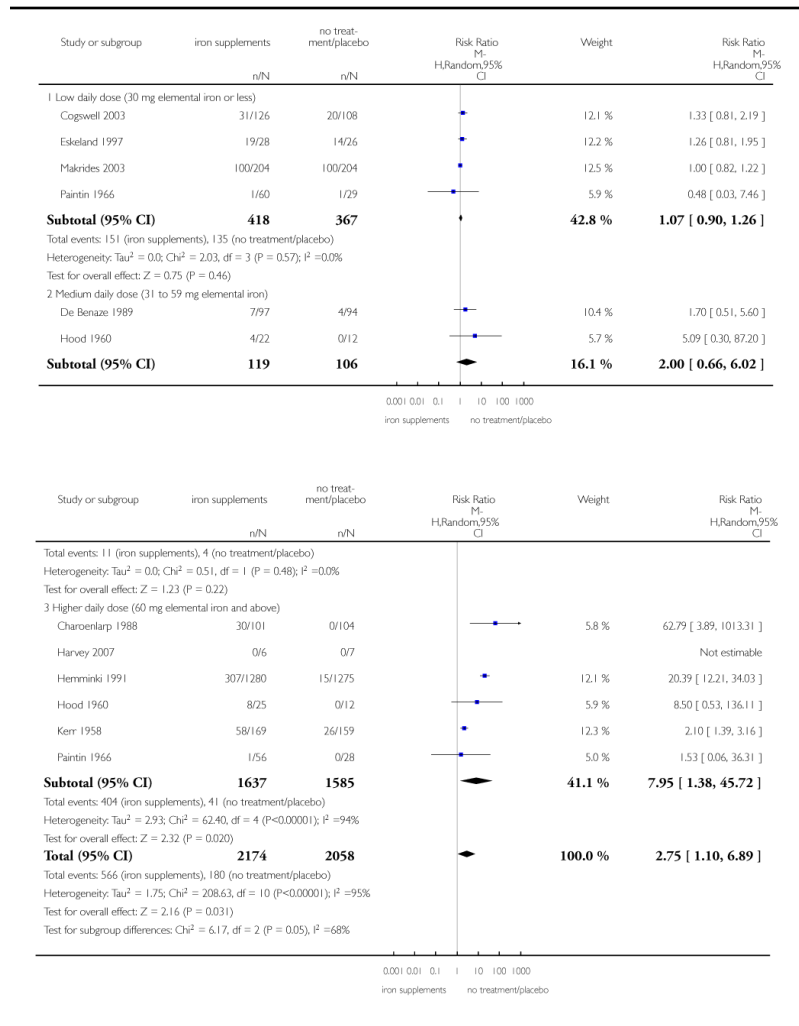 Study or subgroup iron supplements no treat-ment/placebo Risk Ratio Weight Risk Ratio
M-H,Random,95% CI M-H,Random,95% CI
n/N n/N
1 Low daily dose (30 mg elemental iron or less)
Cogswell 2003 31/126 20/108 12.1 % 1.33 [ 0.81, 2.19 ]
Eskeland 1997 19/28 14/26 12.2 % 1.26 [ 0.81, 1.95 ]
Makrides 2003 100/204 100/204 12.5 % 1.00 [ 0.82, 1.22 ]
Paintin 1966 1/60 1/29 5.9 % 0.48 [ 0.03, 7.46 ]
Subtotal (95% CI) 418 367 42.8 % 1.07 [ 0.90, 1.26 ]
Total events: 151 (iron supplements), 135 (no treatment/placebo)
Heterogeneity: Tau² = 0.0; Chi² = 2.03, df = 3 (P = 0.57); I² =0.0%
Test for overall effect: Z = 0.75 (P = 0.46)
2 Medium daily dose (31 to 59 mg elemental iron)
De Benaze 1989 7/97 4/94 10.4 % 1.70 [ 0.51, 5.60 ]
Hood 1960 4/22 0/12 5.7 % 5.09 [ 0.30, 87.20 ]
Subtotal (95% CI) 119 106 16.1 % 2.00 [ 0.66, 6.02 ]
0.001 0.01 0.1 1 10 100 1000
iron supplements no treatment/placebo
Study or subgroup iron supplements no treat-ment/placebo Risk Ratio Weight Risk Ratio
M-H,Random,95% CI M-H,Random,95% CI
n/N n/N
Total events: 11 (iron supplements), 4 (no treatment/placebo)
Heterogeneity: Tau² = 0.0; Chi² = 0.51, df = 1 (P = 0.48); I² =0.0%
Test for overall effect: Z = 1.23 (P = 0.22)
3 Higher daily dose (60 mg elemental iron and above)
Charoenlarp 1988 30/101 0/104 5.8 % 62.79 [ 3.89, 1013.31 ]
Harvey 2007 0/6 0/7 Not estimable
Hemminki 1991 307/1280 15/1275 12.1 % 20.39 [ 12.21, 34.03 ]
Hood 1960 8/25 0/12 5.9 % 8.50 [ 0.53, 136.11 ]
Kerr 1958 58/169 26/159 12.3 % 2.10 [ 1.39, 3.16 ]
Paintin 1966 1/56 0/28 5.0 % 1.53 [ 0.06, 36.31 ]
Subtotal (95% CI) 1637 1585 41.1 % 7.95 [ 1.38, 45.72 ]
Total events: 404 (iron supplements), 41 (no treatment/placebo)
Heterogeneity: Tau² = 2.93; Chi² = 62.40, df = 4 (P<0.00001); I² =94%
Test for overall effect: Z = 2.32 (P = 0.020)
Total (95% CI) 2174 2058 100.0 % 2.75 [ 1.10, 6.89 ]
Total events: 566 (iron supplements), 180 (no treatment/placebo)
Heterogeneity: Tau² = 1.75; Chi² = 208.63, df = 10 (P<0.00001); I² =95%
Test for overall effect: Z = 2.16 (P = 0.031)
Test for subgroup differences: Chi² = 6.17, df = 2 (P = 0.05), I² =68%
0.001 0.01 0.1 1 10 100 1000
iron supplements no treatment/placebo